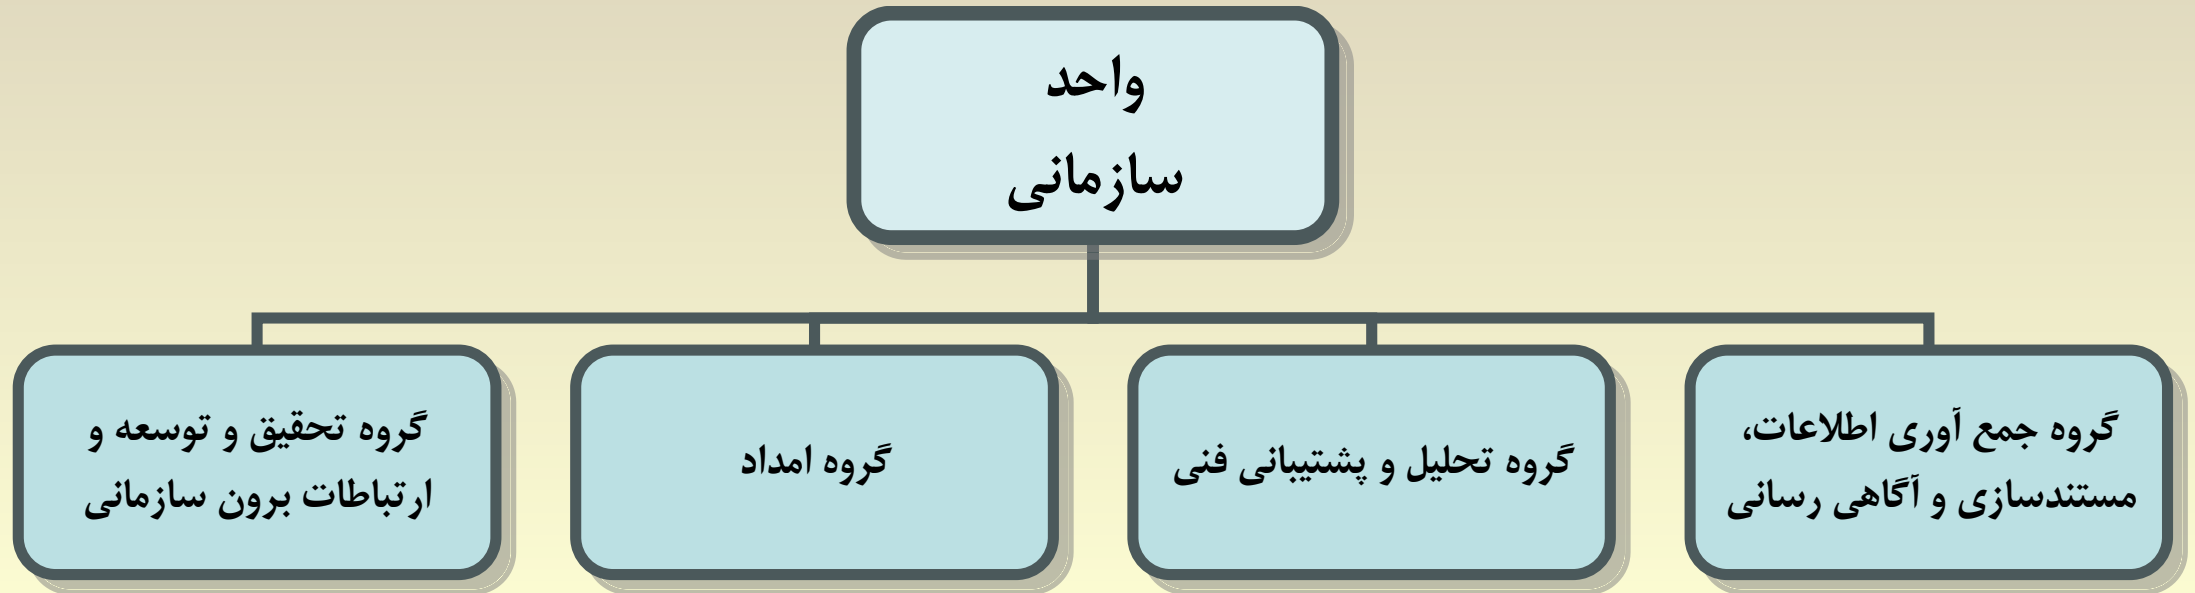 واحد
سازمانی
گروه جمع آوری اطلاعات،
مستندسازی و آگاهی رسانی
گروه تحلیل و پشتیبانی فنی
گروه امداد
گروه تحقیق و توسعه و
ارتباطات برون سازمانی